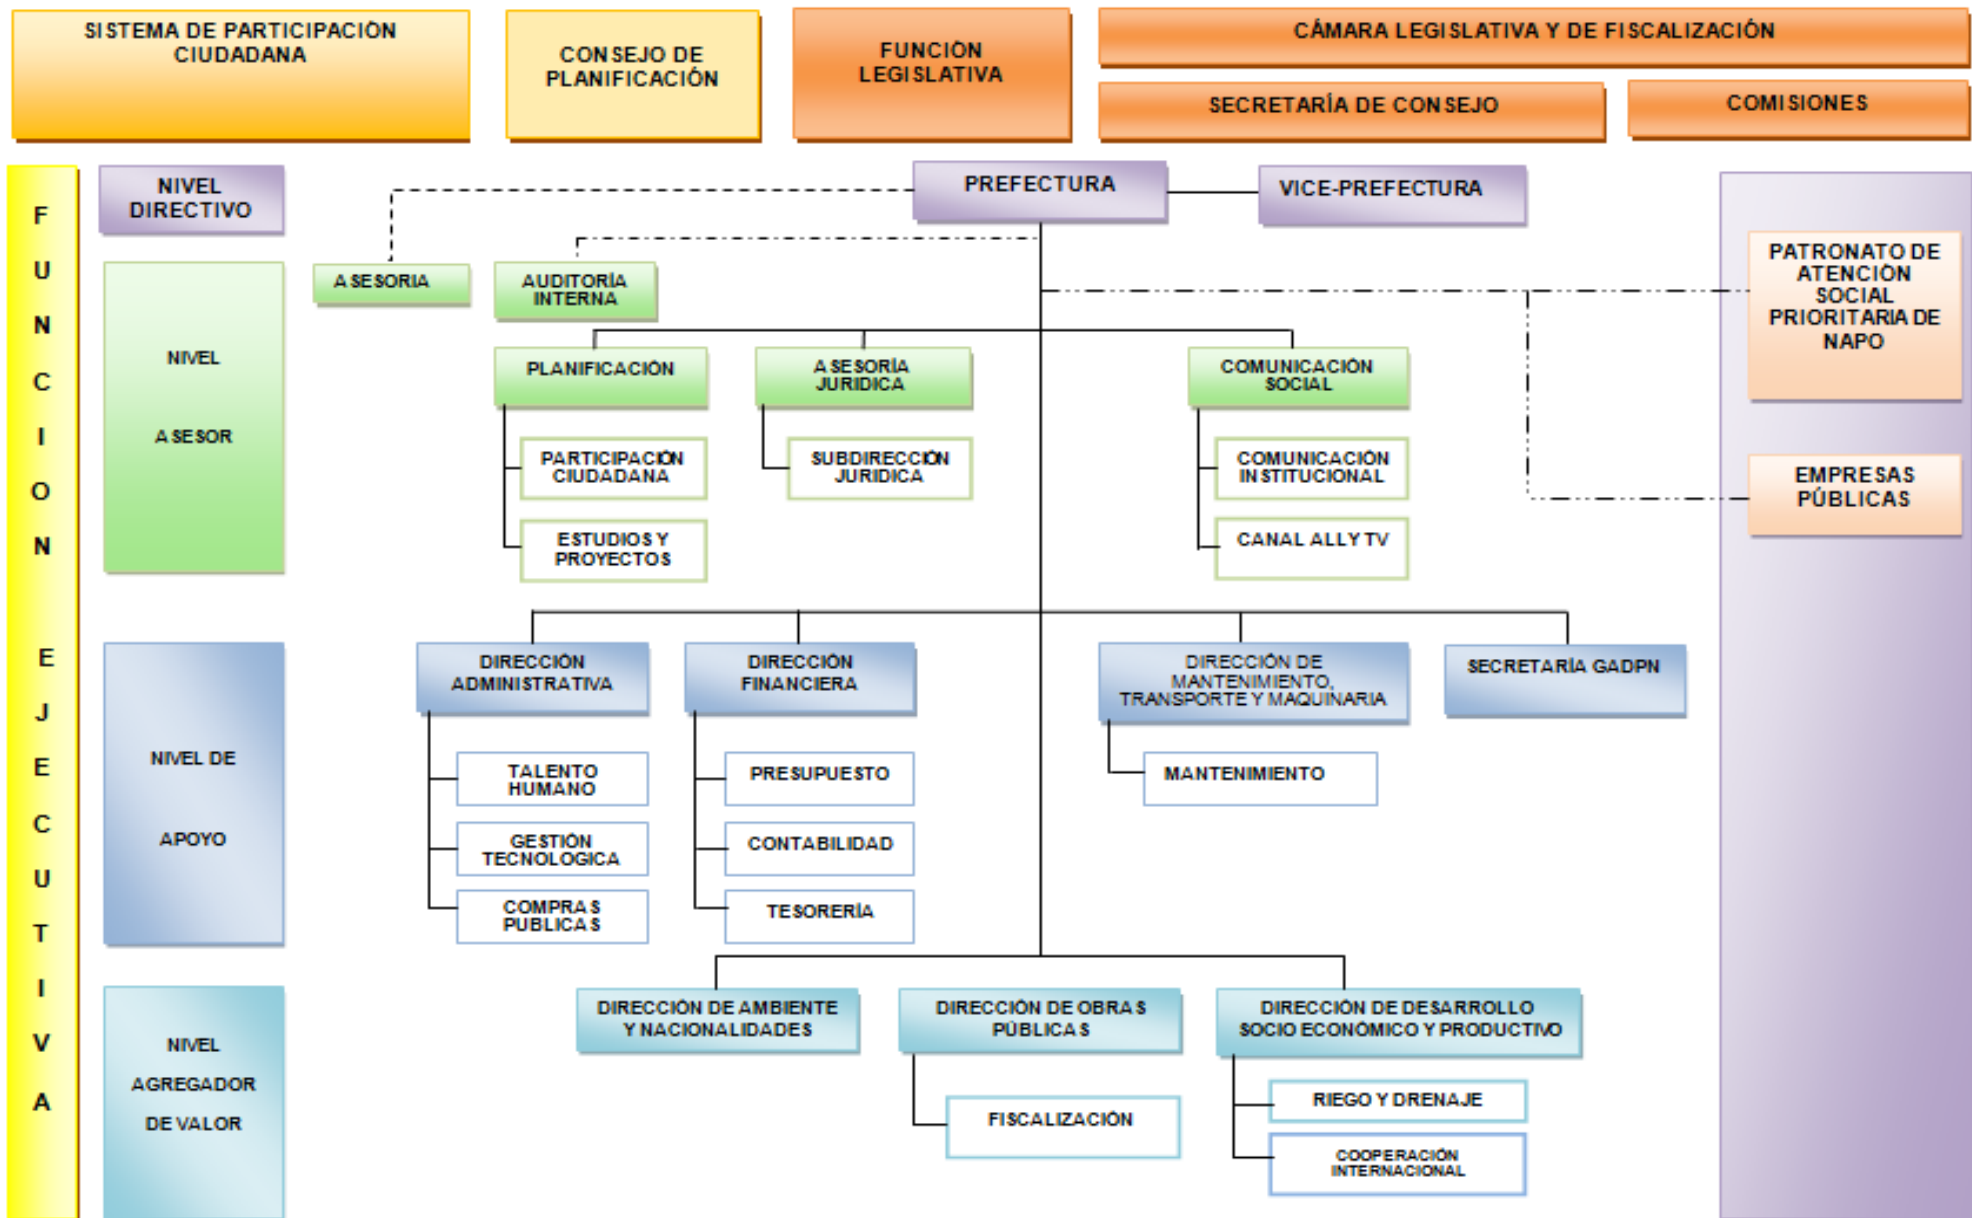 SISTEMA DE PARTICIPACIÓN
CIUDADANA
CONSEJO DE
PLANIFICACIÓN
FUNCIÓN
LEGISLATIVA
CÁMARA LEGISLATIVA Y DE FISCALIZACIÓN
SECRETARÍA DE CONSEJO
COMISIONES
FUNCION EJECUTIVA
NIVEL
DIRECTIVO
PREFECTURA
VICE-PREFECTURA
NIVEL
ASESOR
ASESORIA
AUDITORÍA
INTERNA
PATRONATO DE
ATENCIÓN
SOCIAL
PRIORITARIA DE
NAPO
PLANIFICACIÓN
ASESORÍA
JURIDICA
COMUNICACIÓN
SOCIAL
PARTICIPACIÓN
CIUDADANA
SUBDIRECCIÓN
JURIDICA
COMUNICACIÓN
INSTITUCIONAL
EMPRESAS
PÚBLICAS
ESTUDIOS Y
PROYECTOS
CANAL ALLY TV
NIVEL DE
APOYO
DIRECCIÓN
ADMINISTRATIVA
DIRECCIÓN
FINANCIERA
DIRECCIÓN DE
MANTENIMIENTO,
TRANSPORTE Y MAQUINARIA
SECRETARÍA GADPN
TALENTO
HUMANO
PRESUPUESTO
MANTENIMIENTO
GESTIÓN
TECNOLOGICA
CONTABILIDAD
COMPRAS
PUBLICAS
TESORERÍA
NIVEL
AGREGADOR
DE VALOR
DIRECCIÓN DE AMBIENTE
Y NACIONALIDADES
DIRECCIÓN DE OBRAS
PÚBLICAS
DIRECCIÓN DE DESARROLLO
SOCIO ECONÓMICO Y PRODUCTIVO
FISCALIZACIÓN
RIEGO Y DRENAJE
COOPERACIÓN
INTERNACIONAL